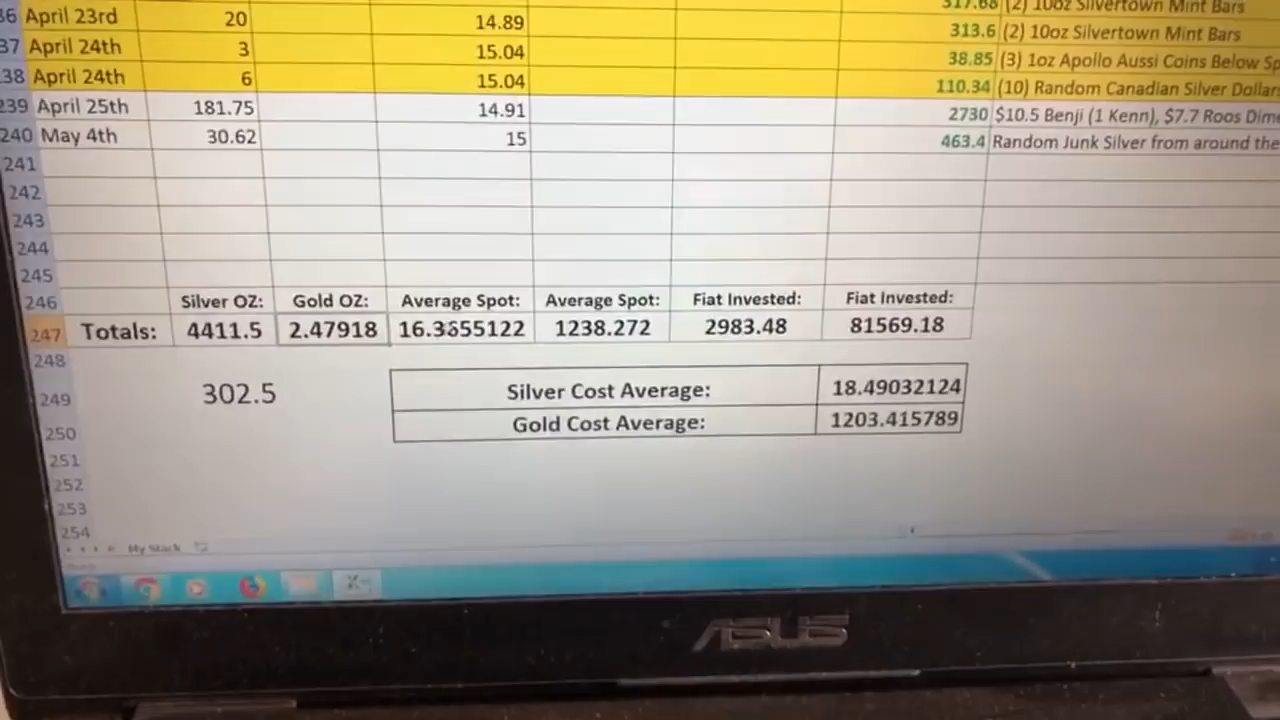 36 April 23rd 20 14.89 317.68 (2) 10oz Silvertown Mint Bars
37 April 24th 3 15.04 313.6 (2) 10oz Silvertown Mint Bars
38 April 24th 6 15.04 38.85 (3) 1oz Apollo Aussi Coins Below Sp
239 April 25th 181.75 14.91 110.34 (10) Random Canadian Silver Dollars
240 May 4th 30.62 15 2730 $10.5 Benji (1 Kenn), $7.7 Roos Dime
463.4 Random Junk Silver from around the
241
242
243
244
245
246 Silver OZ: Gold OZ: Average Spot: Average Spot: Fiat Invested: Fiat Invested:
247 Totals: 4411.5 2.47918 16.3855122 1238.272 2983.48 81569.18
248
249 302.5 Silver Cost Average: 18.49032124
250 Gold Cost Average: 1203.415789
251
252
253
254
My Stack
ASUS